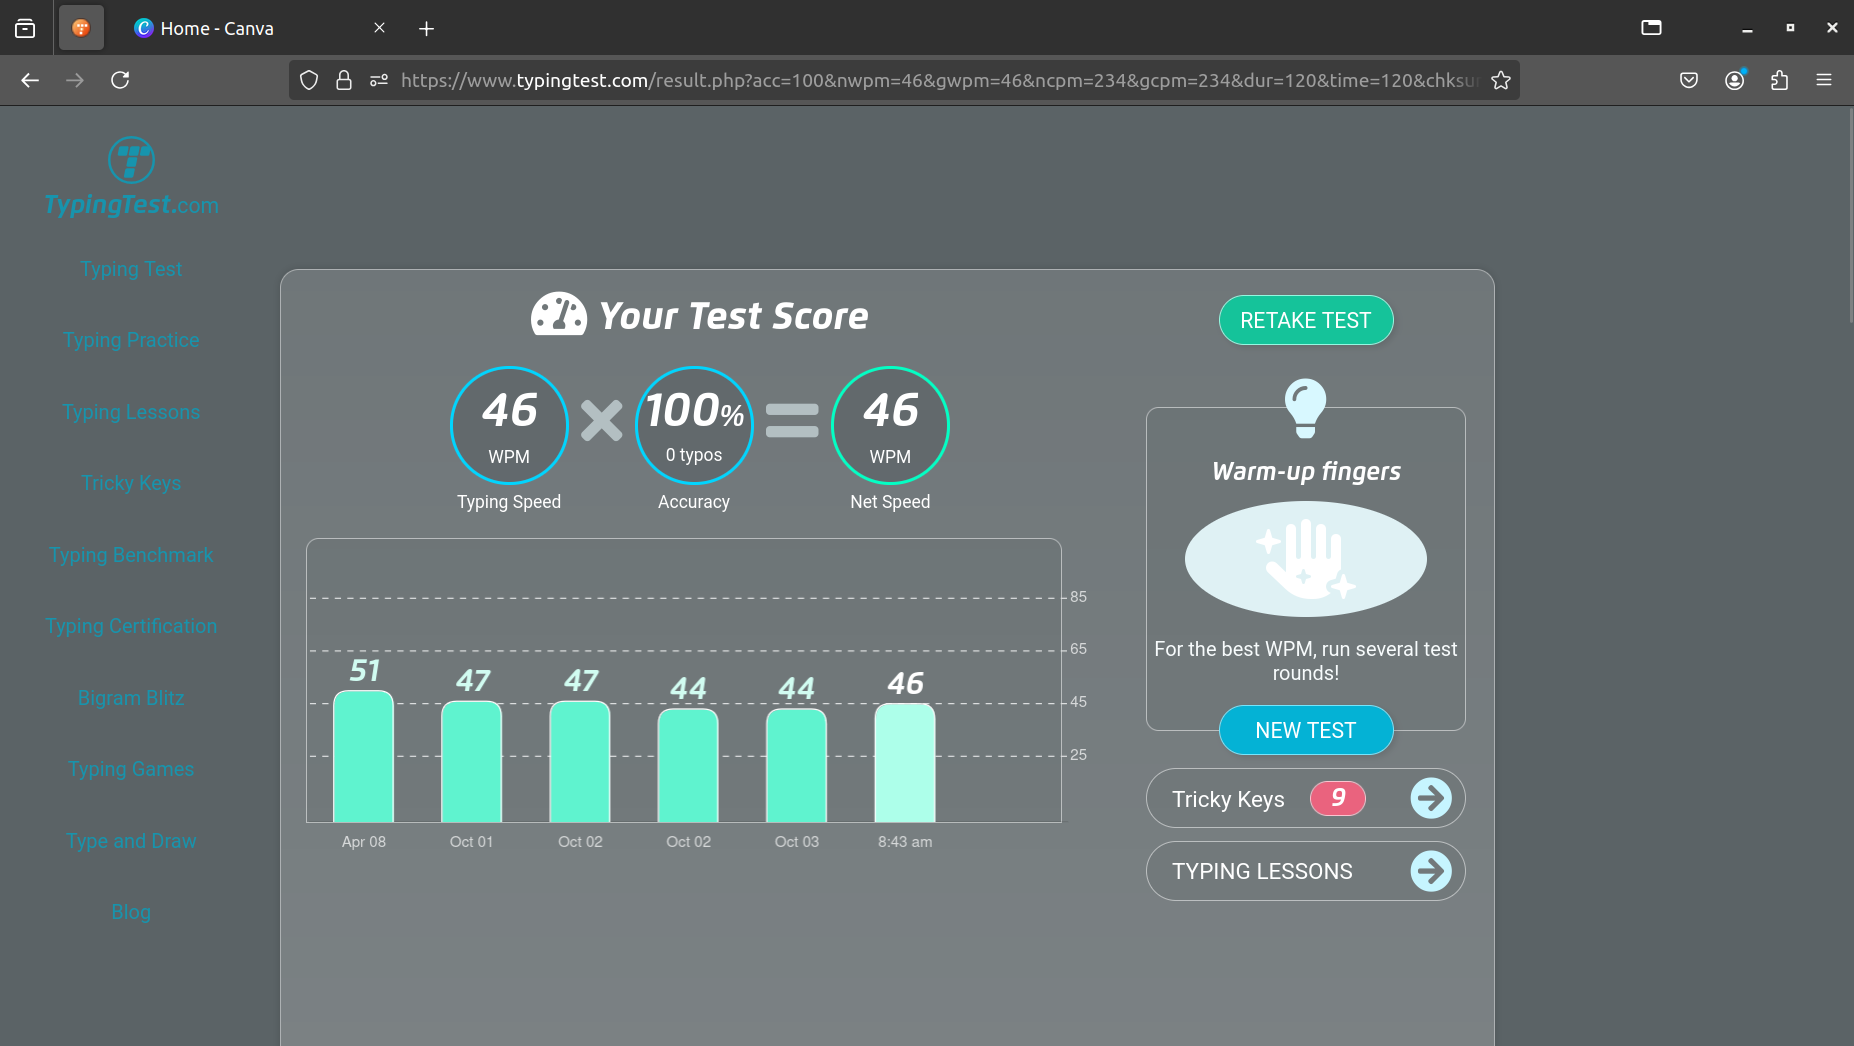 Home - Canva
https://www.typingtest.com/result.php?acc=100&nwpm=46&gwpm=46&ncpm=234&gcpm=234&dur=120&time=120&chksu
TypingTest.com
Typing Test
Typing Practice
Typing Lessons
Tricky Keys
Typing Benchmark
Typing Certification
Bigram Blitz
Typing Games
Type and Draw
Blog
Your Test Score
46 100% 46
WPM 0 typos WPM
Typing Speed Accuracy Net Speed
85
65
45
25
51 47 47 44 44 46
Apr 08 Oct 01 Oct 02 Oct 02 Oct 03 8:43 am
RETAKE TEST
Warm-up fingers
For the best WPM, run several test
rounds!
NEW TEST
Tricky Keys 9
TYPING LESSONS